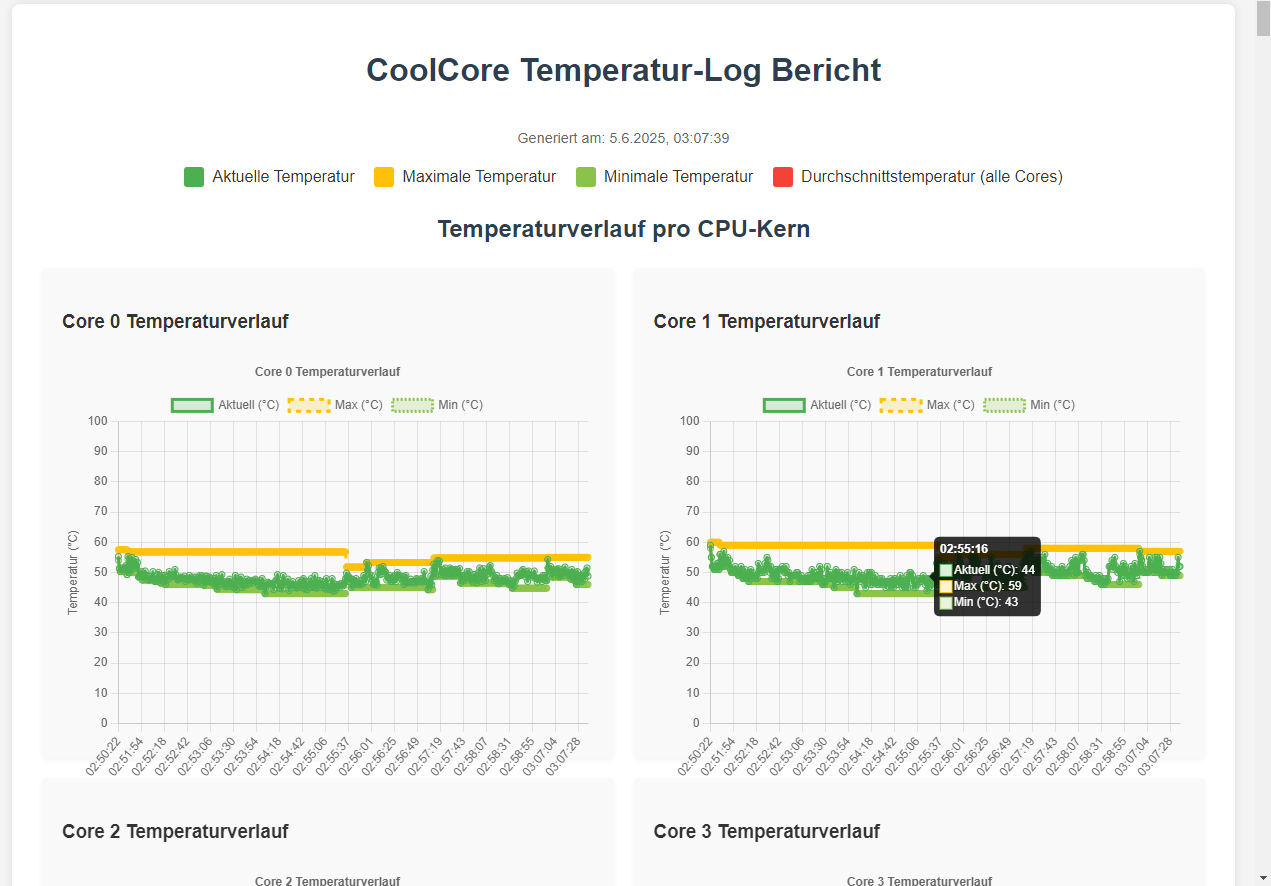 CoolCore Temperatur-Log Bericht
Generiert am: 5.6.2025, 03:07:39
Aktuelle Temperatur Maximale Temperatur Minimale Temperatur Durchschnittstemperatur (alle Cores)
Temperaturverlauf pro CPU-Kern
Core 0 Temperaturverlauf
Core 0 Temperaturverlauf
Aktuell (°C) Max (°C) Min (°C)
Temperatur (°C)
100
90
80
70
60
50
40
30
20
10
0
02:50:22 02:51:54 02:52:18 02:52:42 02:53:06 02:53:30 02:53:54 02:54:18 02:54:42 02:55:06 02:55:37 02:56:01 02:56:25 02:56:49 02:57:19 02:57:43 02:58:07 02:58:31 02:58:55 03:07:04 03:07:28
Core 1 Temperaturverlauf
Core 1 Temperaturverlauf
Aktuell (°C) Max (°C) Min (°C)
Temperatur (°C)
100
90
80
70
60
50
40
30
20
10
0
02:55:16
Aktuell (°C): 44
Max (°C): 59
Min (°C): 43
02:50:22 02:51:54 02:52:18 02:52:42 02:53:06 02:53:30 02:53:54 02:54:18 02:54:42 02:55:06 02:55:37 02:56:01 02:56:25 02:56:49 02:57:19 02:57:43 02:58:07 02:58:31 02:58:55 03:07:04 03:07:28
Core 2 Temperaturverlauf
Core 2 Temperaturverlauf
Core 3 Temperaturverlauf
Core 3 Temperaturverlauf